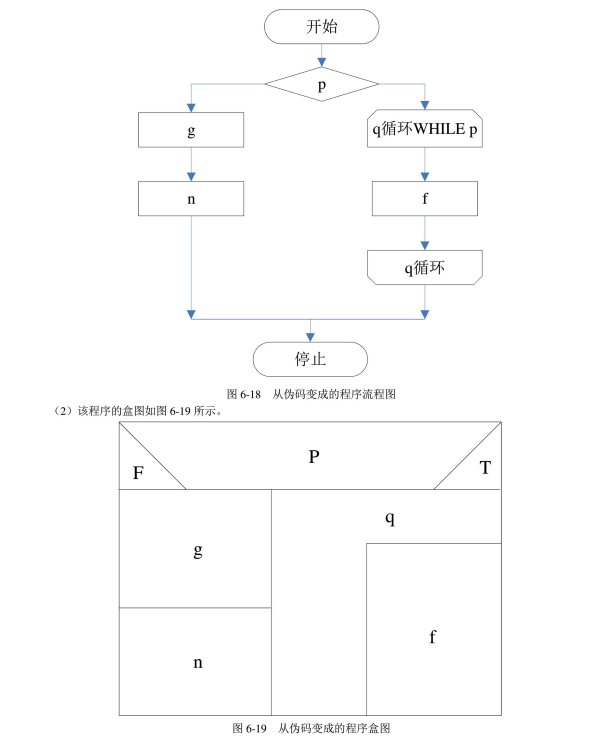 开始
p
g
q循环WHILE p
n
f
q循环
停止
图 6-18 从伪码变成的程序流程图
（2）该程序的盒图如图 6-19 所示。
P
F
T
q
g
f
n
图 6-19 从伪码变成的程序盒图